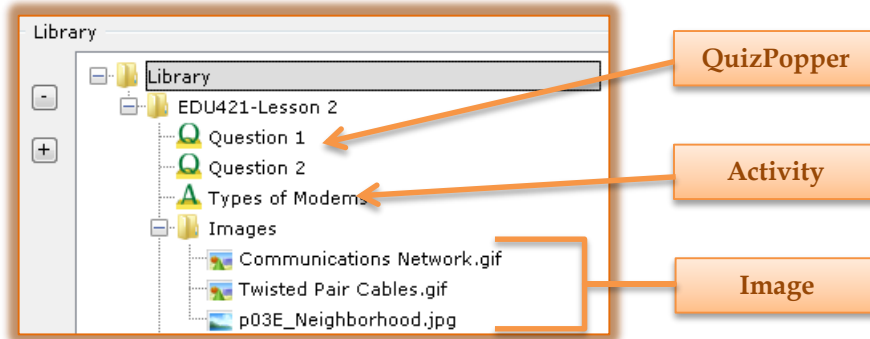 Library
Library
EDU421-Lesson 2
Q Question 1
Q Question 2
A Types of Modems
Images
Communications Network.gif
Twisted Pair Cables.gif
p03E_Neighborhood.jpg
-
+
QuizPopper
Activity
Image